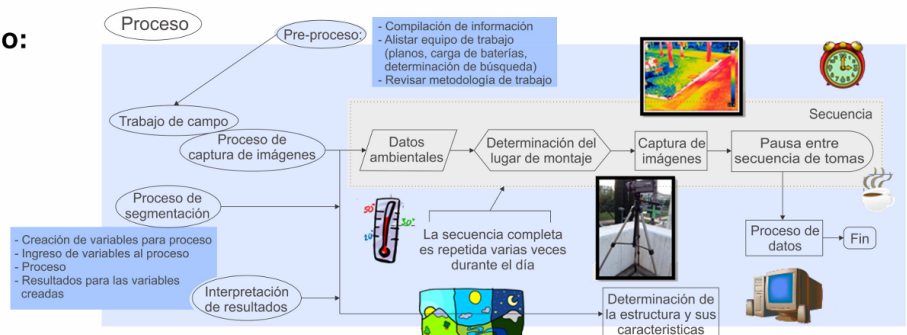 o:
Proceso
Pre-proceso:
- Compilación de información
- Alistar equipo de trabajo
(planos, carga de baterías,
determinación de búsqueda)
- Revisar metodología de trabajo
Trabajo de campo
Proceso de
captura de imágenes
Secuencia
Datos
ambientales
Determinación del
lugar de montaje
Captura de
imágenes
Pausa entre
secuencia de tomas
Proceso de
segmentación
- Creación de variables para proceso
- Ingreso de variables al proceso
- Proceso
- Resultados para las variables
creadas
La secuencia completa
es repetida varias veces
durante el día
Proceso de
datos
Fin
Interpretación
de resultados
Determinación de
la estructura y sus
caracteristicas